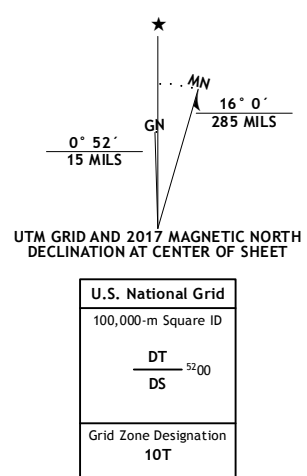 ★
MN
GN
16° 0´
285 MILS
0° 52´
15 MILS
UTM GRID AND 2017 MAGNETIC NORTH
DECLINATION AT CENTER OF SHEET
U.S. National Grid
100,000-m Square ID
DT
5200
DS
Grid Zone Designation
10T